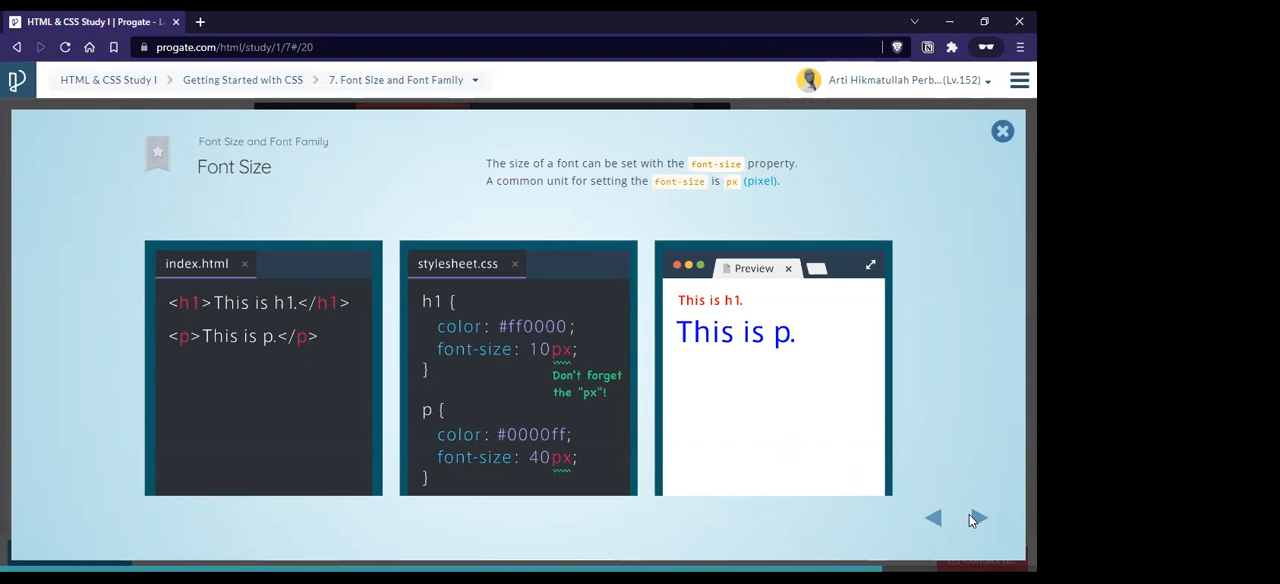 HTML & CSS Study I | Progate - L
progate.com/html/study/1/7#/20
HTML & CSS Study I
Getting Started with CSS
7. Font Size and Font Family
Arti Hikmatullah Perb...(Lv.152)
Font Size and Font Family
Font Size
The size of a font can be set with the font-size property.
A common unit for setting the font-size is px (pixel).
index.html
<h1>This is h1.</h1>
<p>This is p.</p>
stylesheet.css
h1 {
color: #ff0000;
font-size: 10px;
}
Don't forget
the "px"!
p {
color: #0000ff;
font-size: 40px;
}
Preview
This is h1.
This is p.